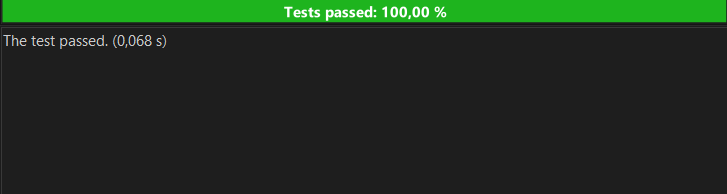 Tests passed: 100,00 %
The test passed. (0,068 s)